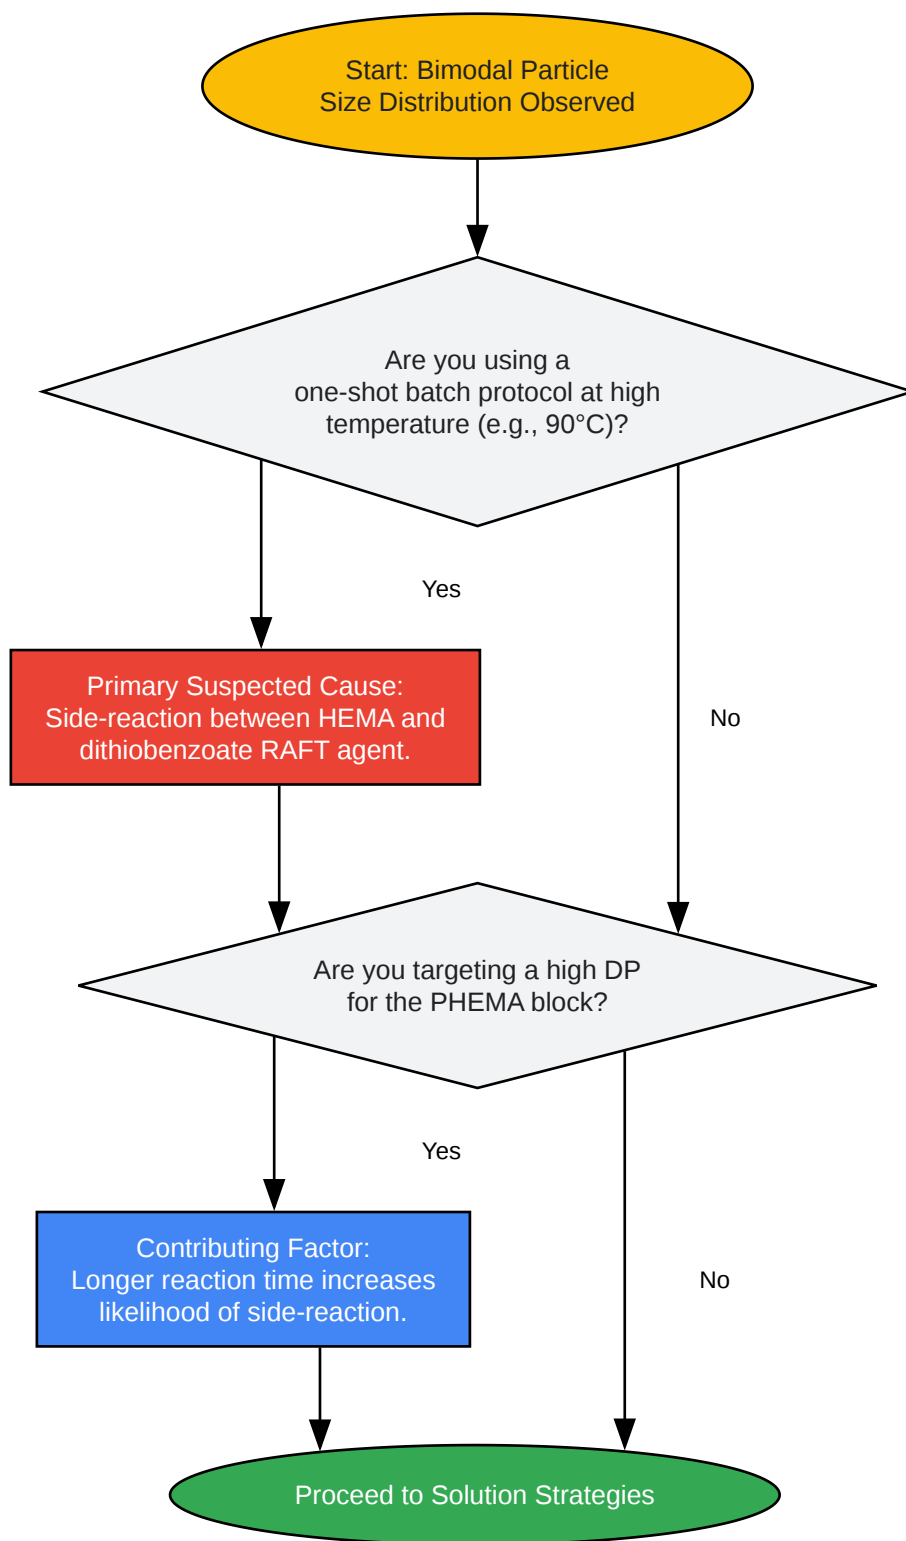 Start: Bimodal Particle
Size Distribution Observed
Are you using a
one-shot batch protocol at high
temperature (e.g., 90°C)?
Yes
Primary Suspected Cause:
Side-reaction between HEMA and
dithiobenzoate RAFT agent.
No
Are you targeting a high DP
for the PHEMA block?
Yes
Contributing Factor:
Longer reaction time increases
likelihood of side-reaction.
No
Proceed to Solution Strategies